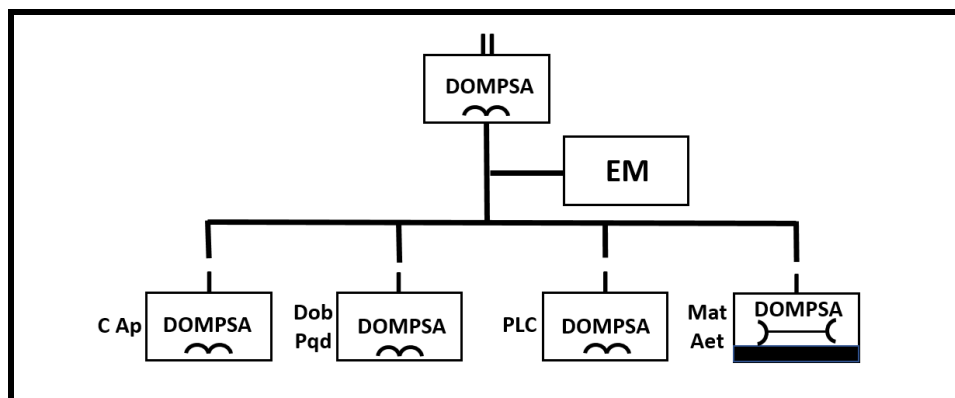 DOMPSA
EM
C Ap
DOMPSA
Dob
Pqd
DOMPSA
PLC
DOMPSA
Mat
Aet
DOMPSA